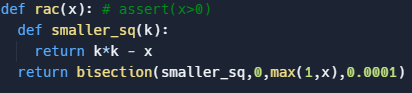 def rac(x): # assert(x>0)
  def smaller_sq(k):
    return k*k - x
  return bisection(smaller_sq,0,max(1,x),0.0001)